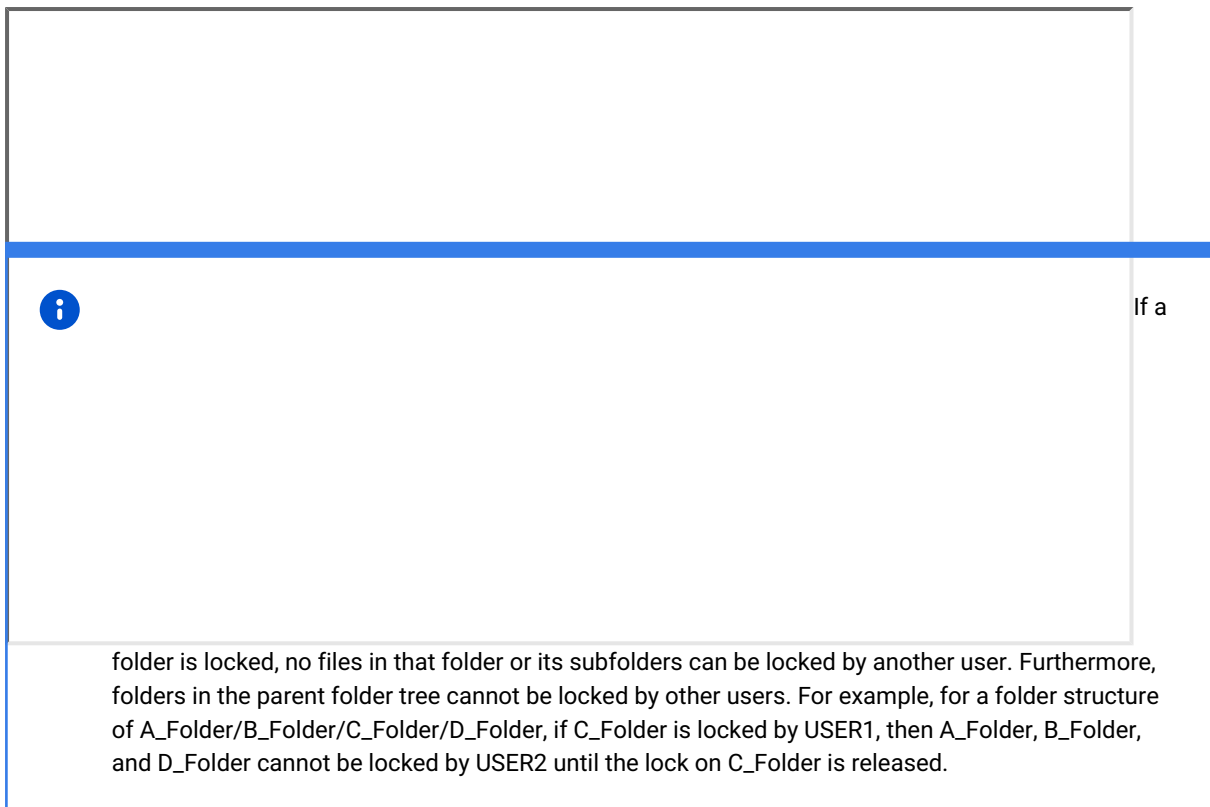 If a
folder is locked, no files in that folder or its subfolders can be locked by another user. Furthermore,
folders in the parent folder tree cannot be locked by other users. For example, for a folder structure
of A_Folder/B_Folder/C_Folder/D_Folder, if C_Folder is locked by USER1, then A_Folder, B_Folder,
and D_Folder cannot be locked by USER2 until the lock on C_Folder is released.